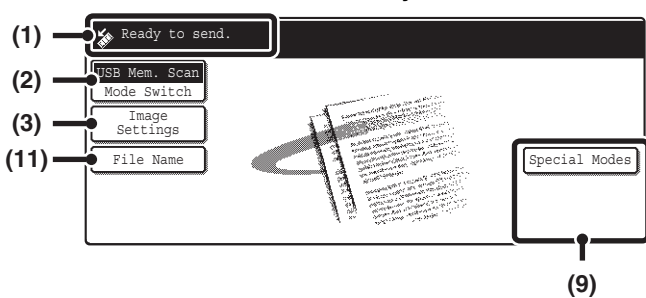 (1)
Ready to send.
(2)
USB Mem. Scan
Mode Switch
(3)
Image
Settings
(11)
File Name
Special Modes
(9)